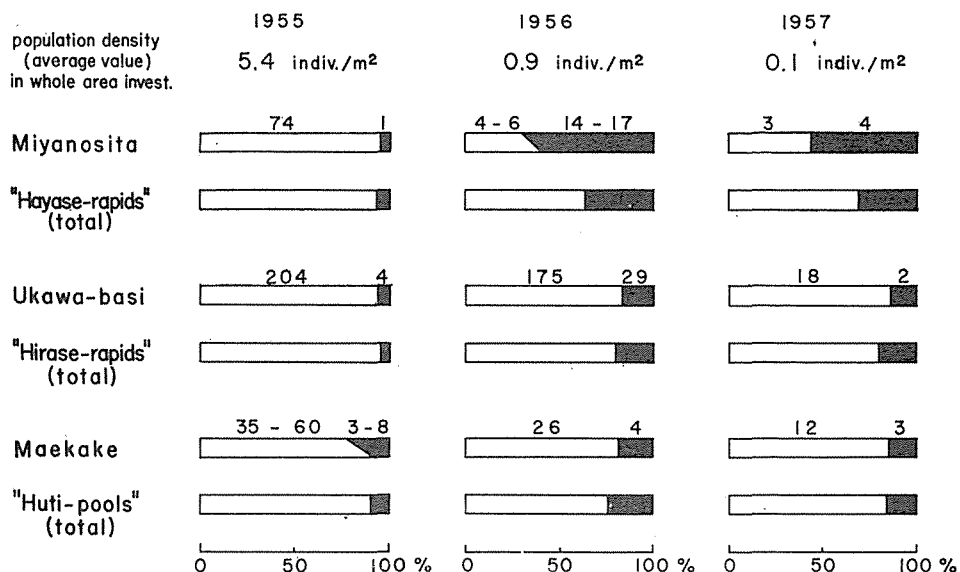 1955 1956 1957
population density
(average value)
in whole area invest.
5.4 indiv./m² 0.9 indiv./m² 0.1 indiv./m²
74 1 4-6 14-17 3 4
Miyanosita
"Hayase-rapids"
(total)
204 4 175 29 18 2
Ukawa-basi
"Hirase-rapids"
(total)
35-60 3-8 26 4 12 3
Maekake
"Huti-pools"
(total)
0 50 100 % 0 50 100 % 0 50 100 %